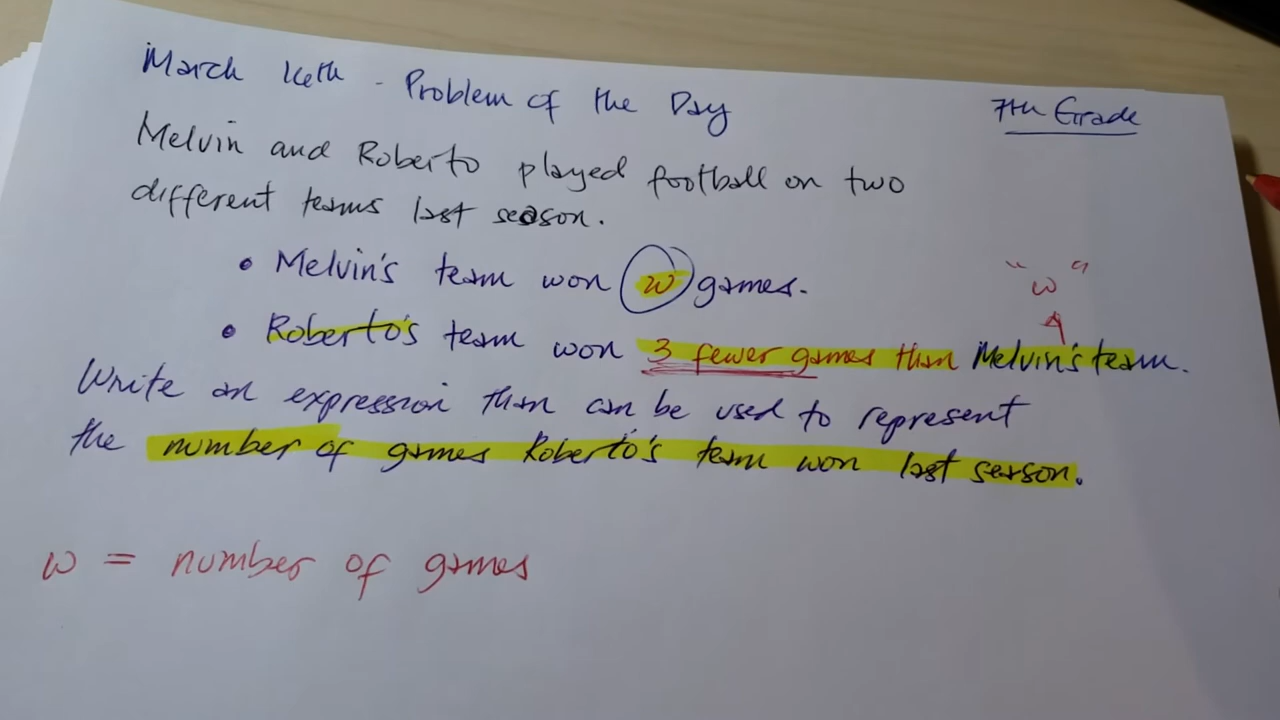 March 16th - Problem of the Day
7th Grade
Melvin and Roberto played football on two
different teams last season.
• Melvin's team won w games.
"w"
• Roberto's team won 3 fewer games than Melvin's team.
Write an expression than can be used to represent
the number of games Roberto's team won last season.
w = number of games